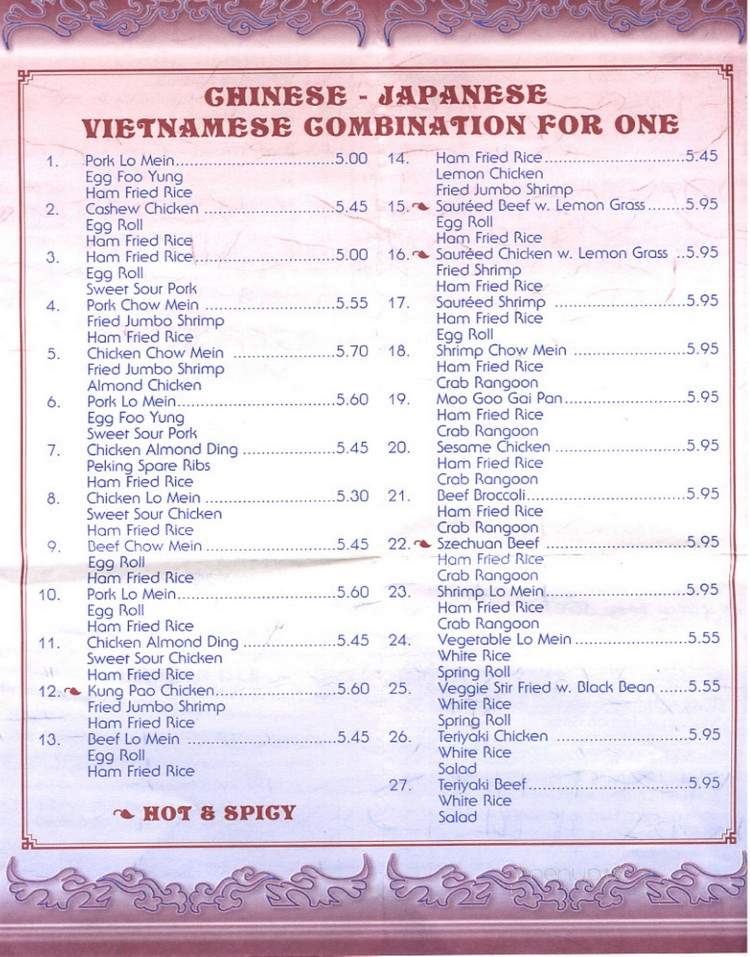 CHINESE - JAPANESE
VIETNAMESE COMBINATION FOR ONE
1. Pork Lo Mein....................................5.00
Egg Foo Yung
Ham Fried Rice
2. Cashew Chicken ..............................5.45
Egg Roll
Ham Fried Rice
3. Ham Fried Rice................................5.00
Egg Roll
Sweet Sour Pork
4. Pork Chow Mein ..............................5.55
Fried Jumbo Shrimp
Ham Fried Rice
5. Chicken Chow Mein .......................5.70
Fried Jumbo Shrimp
Almond Chicken
6. Pork Lo Mein....................................5.60
Egg Foo Yung
Sweet Sour Pork
7. Chicken Almond Ding .....................5.45
Peking Spare Ribs
Ham Fried Rice
8. Chicken Lo Mein ..............................5.30
Sweet Sour Chicken
Ham Fried Rice
9. Beef Chow Mein ..............................5.45
Egg Roll
Ham Fried Rice
10. Pork Lo Mein....................................5.60
Egg Roll
Ham Fried Rice
11. Chicken Almond Ding .....................5.45
Sweet Sour Chicken
Ham Fried Rice
12. Kung Pao Chicken...........................5.60
Fried Jumbo Shrimp
Ham Fried Rice
13. Beef Lo Mein ..................................5.45
Egg Roll
Ham Fried Rice
HOT & SPICY
14. Ham Fried Rice................................5.45
Lemon Chicken
Fried Jumbo Shrimp
15. Sautéed Beef w. Lemon Grass........5.95
Egg Roll
Ham Fried Rice
16. Sautéed Chicken w. Lemon Grass ..5.95
Fried Shrimp
Ham Fried Rice
17. Sautéed Shrimp .............................5.95
Ham Fried Rice
Egg Roll
18. Shrimp Chow Mein .........................5.95
Ham Fried Rice
Crab Rangoon
19. Moo Goo Gai Pan...........................5.95
Ham Fried Rice
Crab Rangoon
20. Sesame Chicken .............................5.95
Ham Fried Rice
Crab Rangoon
21. Beef Broccoli...................................5.95
Ham Fried Rice
Crab Rangoon
22. Szechuan Beef ...............................5.95
Ham Fried Rice
Crab Rangoon
23. Shrimp Lo Mein...............................5.95
Ham Fried Rice
Crab Rangoon
24. Vegetable Lo Mein .........................5.55
White Rice
Spring Roll
25. Veggie Stir Fried w. Black Bean ......5.55
White Rice
Spring Roll
26. Teriyaki Chicken .............................5.95
White Rice
Salad
27. Teriyaki Beef...................................5.95
White Rice
Salad